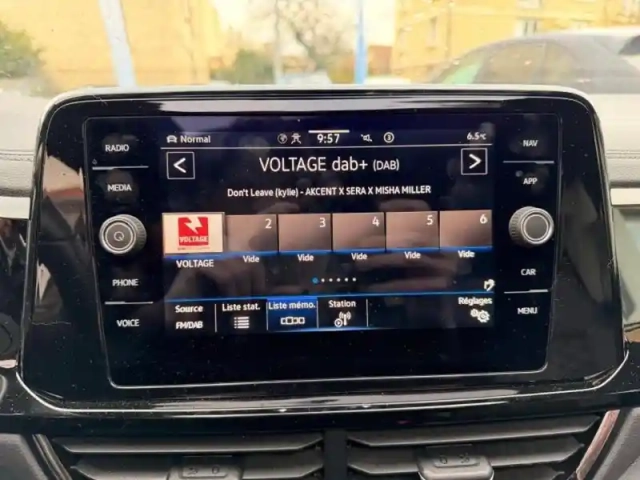 RADIO
MEDIA
PHONE
VOICE
Normal
9:57
6.5°C
<
VOLTAGE dab+ (DAB)
>
Don't Leave (kylie) - AKCENT X SERA X MISHA MILLER
VOLTAGE
2
3
4
5
6
VOLTAGE
Vide
Vide
Vide
Vide
Vide
Source
FM/DAB
Liste stat.
Liste mémo.
Station
Réglages
NAV
APP
CAR
MENU